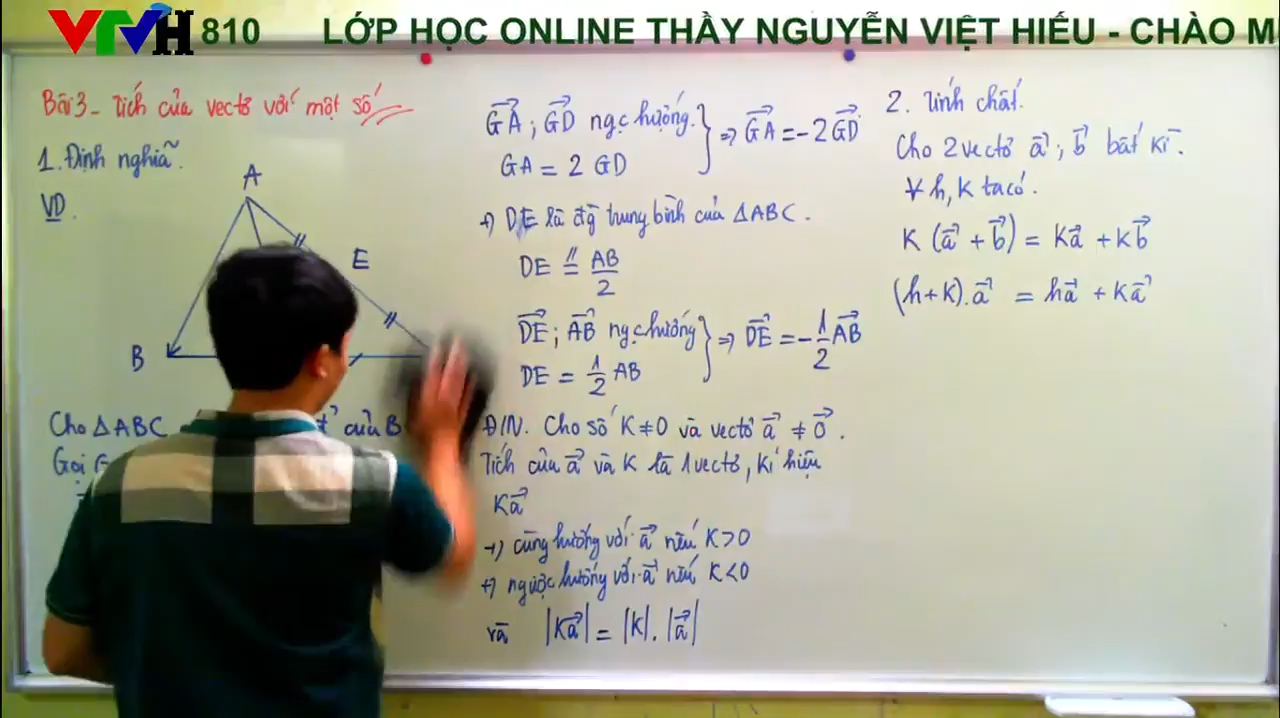 VTVH 810 LỚP HỌC ONLINE THẦY NGUYỄN VIỆT HIẾU - CHÀO M
Bài 3_ Tích của vectơ với một số
1. Định nghĩa.
VD.
A
E
B
Cho ΔABC của B
Gọi
GA⃗ ; GD⃗ ngc hướng. } => GA⃗ = -2 GD⃗
GA = 2 GD
+) DE là đg trung bình của ΔABC.
DE //= AB/2
DE⃗ ; AB⃗ ngc hướng } => DE⃗ = -1/2 AB⃗
DE = 1/2 AB
Đ/N. Cho số K ≠ 0 và vectơ a⃗ ≠ 0⃗ .
Tích của a⃗ và K là 1 vectơ, kí hiệu
Ka⃗
+) cùng hướng với a⃗ nếu K > 0
+) ngược hướng với a⃗ nếu K < 0
và |Ka⃗| = |K| . |a⃗|
2. Tính chất.
Cho 2 vectơ a⃗ ; b⃗ bất kì.
∀ h, K ta có.
K (a⃗ + b⃗) = Ka⃗ + Kb⃗
(h+K). a⃗ = ha⃗ + Ka⃗